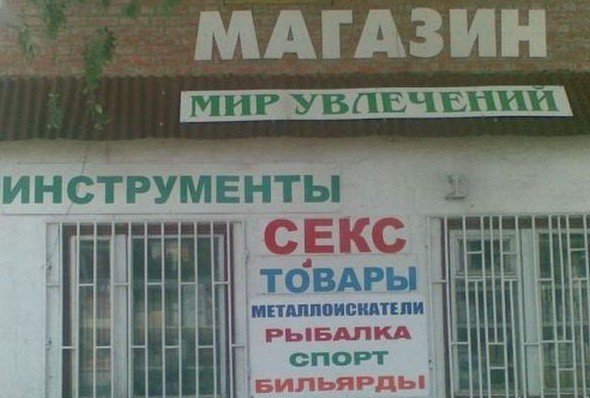 МАГАЗИН
МИР УВЛЕЧЕНИЙ
ИНСТРУМЕНТЫ
СЕКС
ТОВАРЫ
МЕТАЛЛОИСКАТЕЛИ
РЫБАЛКА
СПОРТ
БИЛЬЯРДЫ